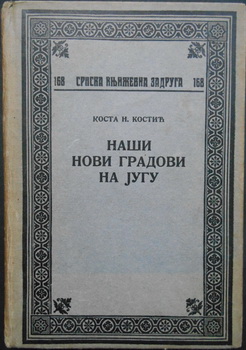 168 СРПСКА КЊИЖЕВНА ЗАДРУГА 168
КОСТА Н. КОСТИЋ
НАШИ
НОВИ ГРАДОВИ
НА ЈУГУ